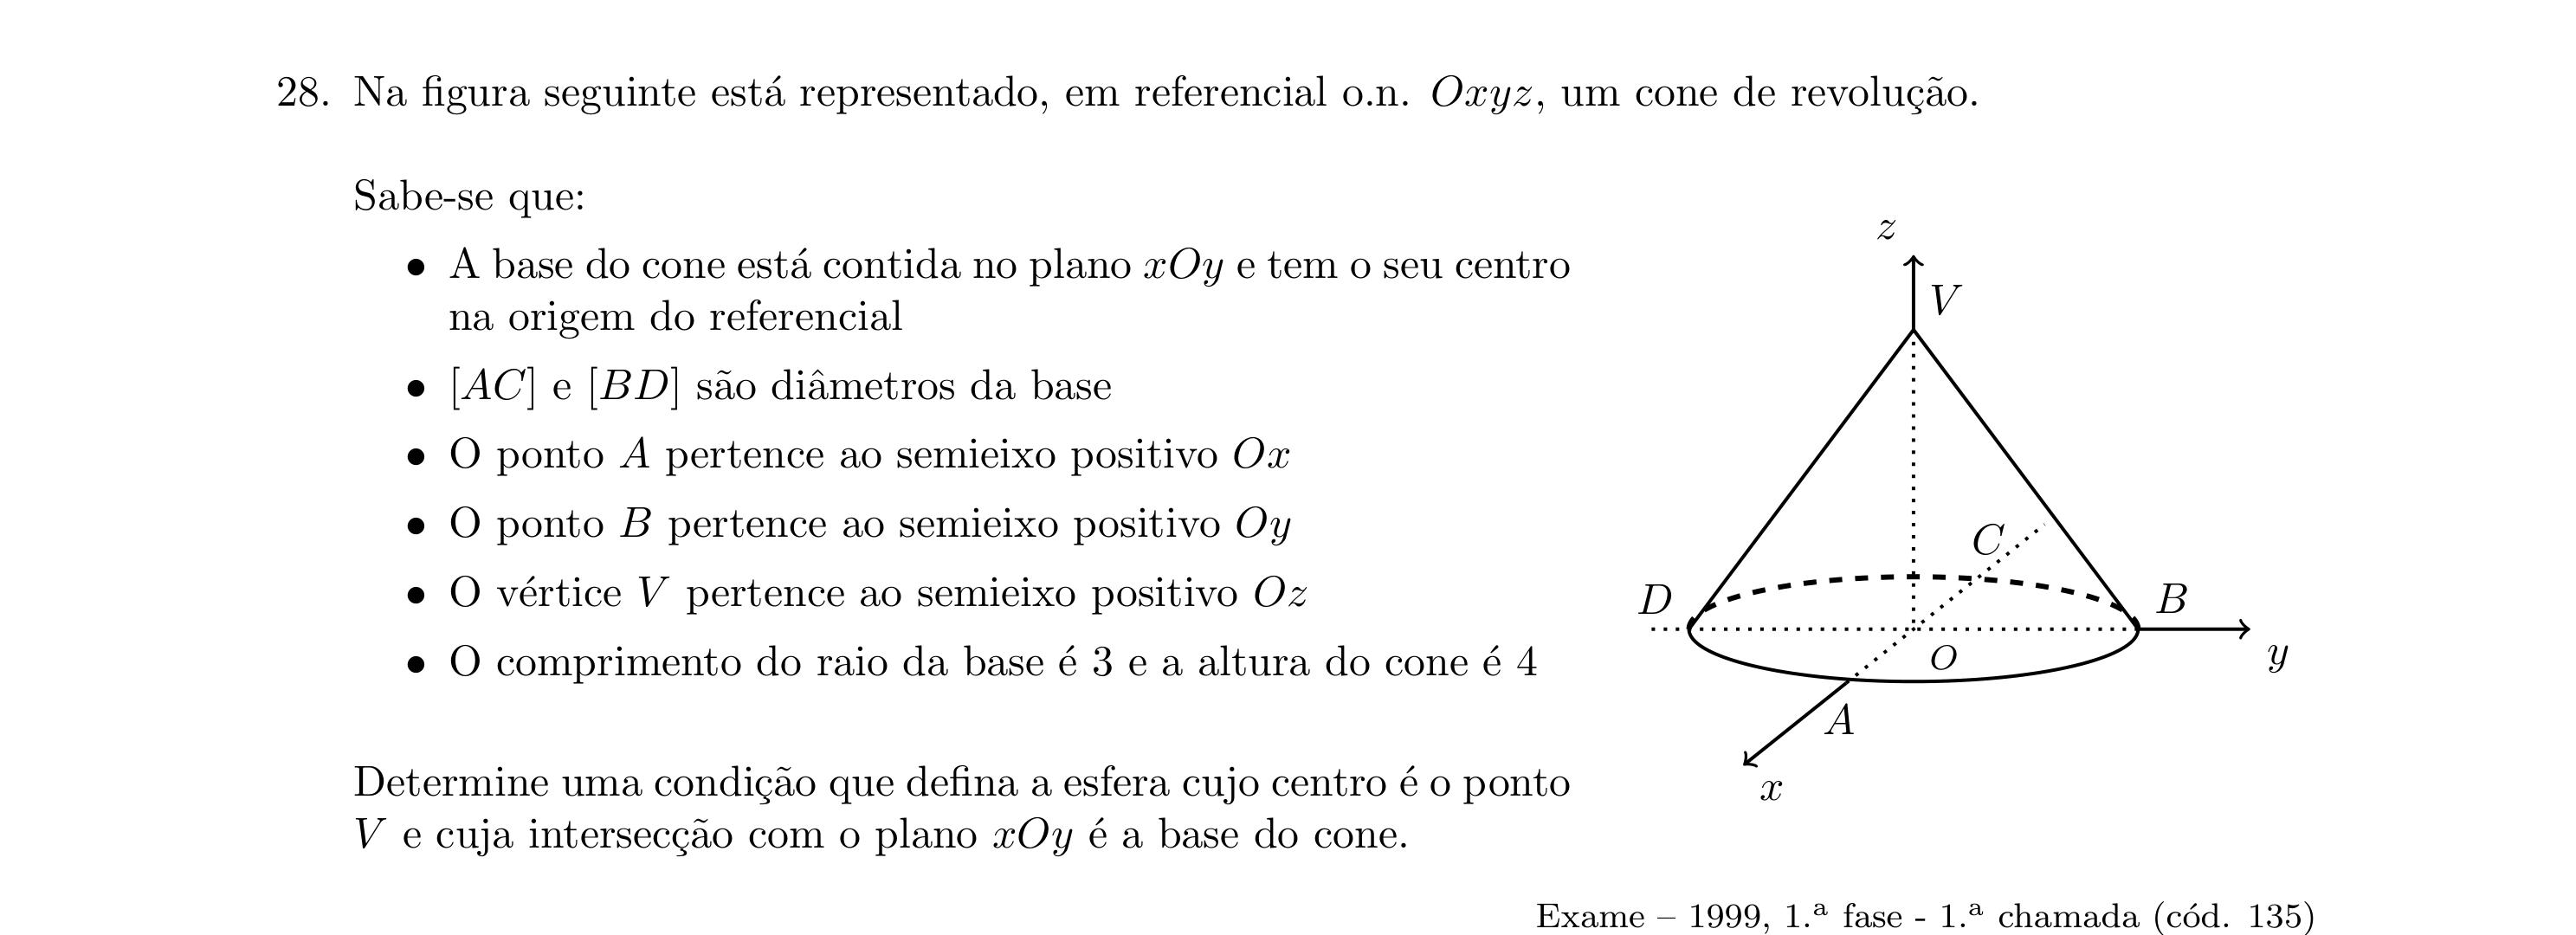 28. Na figura seguinte está representado, em referencial o.n. Oxyz, um cone de revolução.
Sabe-se que:
• A base do cone está contida no plano xOy e tem o seu centro
na origem do referencial
• [AC] e [BD] são diâmetros da base
• O ponto A pertence ao semieixo positivo Ox
• O ponto B pertence ao semieixo positivo Oy
• O vértice V pertence ao semieixo positivo Oz
• O comprimento do raio da base é 3 e a altura do cone é 4
z
V
C
D
B
O
y
A
x
Determine uma condição que defina a esfera cujo centro é o ponto
V e cuja intersecção com o plano xOy é a base do cone.
Exame – 1999, 1.ª fase - 1.ª chamada (cód. 135)